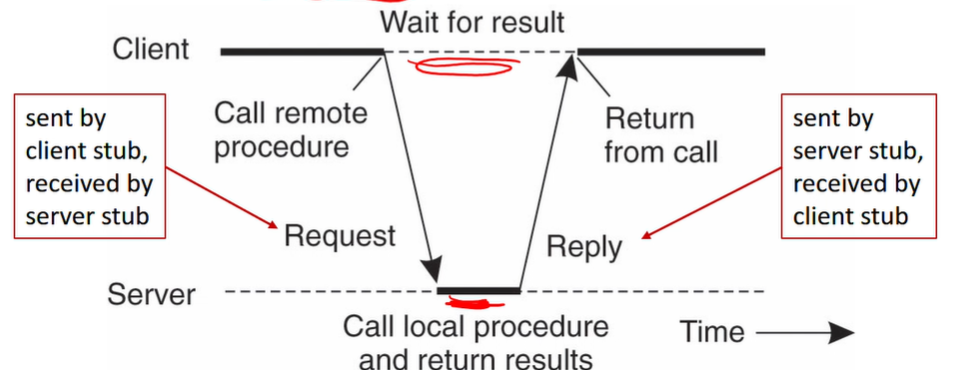 Wait for result
Client
Call remote
procedure
Return
from call
sent by
client stub,
received by
server stub
sent by
server stub,
received by
client stub
Request
Reply
Server
Call local procedure
and return results
Time